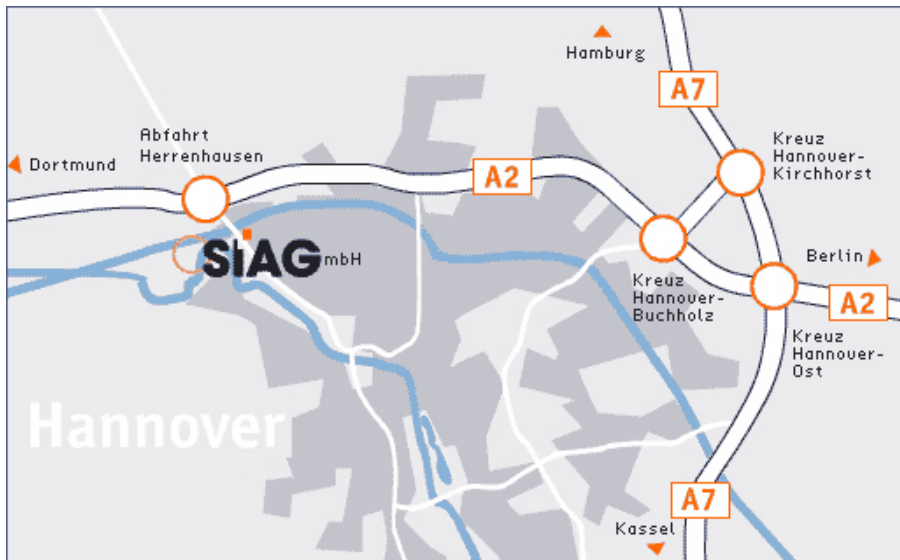 Hamburg
A7
Abfahrt
Herrenhausen
Dortmund
A2
Kreuz
Hannover-
Kirchhorst
SiAG mbH
Berlin
Kreuz
Hannover-
Buchholz
A2
Kreuz
Hannover-
Ost
Hannover
A7
Kassel